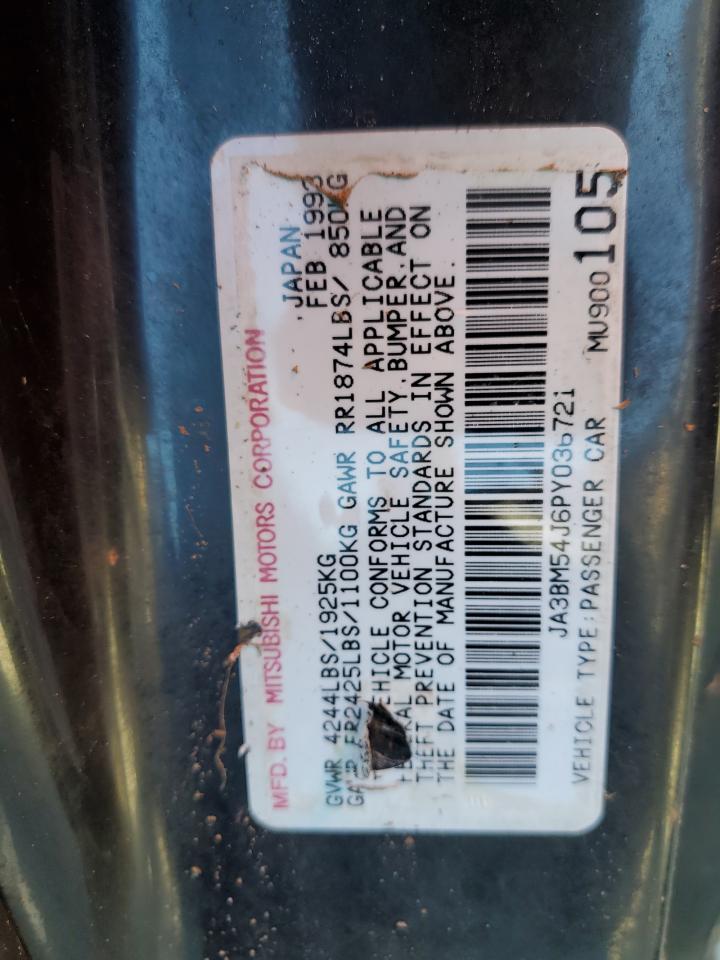 MFD. BY MITSUBISHI MOTORS CORPORATION
JAPAN
FEB 1993
GVWR 4244LBS/1925KG
FR2425LBS/1100KG GAWR RR1874LBS/ 850KG
VEHICLE CONFORMS TO ALL APPLICABLE
FEDERAL MOTOR VEHICLE SAFETY,BUMPER,AND
THEFT PREVENTION STANDARDS IN EFFECT ON
THE DATE OF MANUFACTURE SHOWN ABOVE.
JA3BM54J6PY036721
VEHICLE TYPE:PASSENGER CAR MU900105